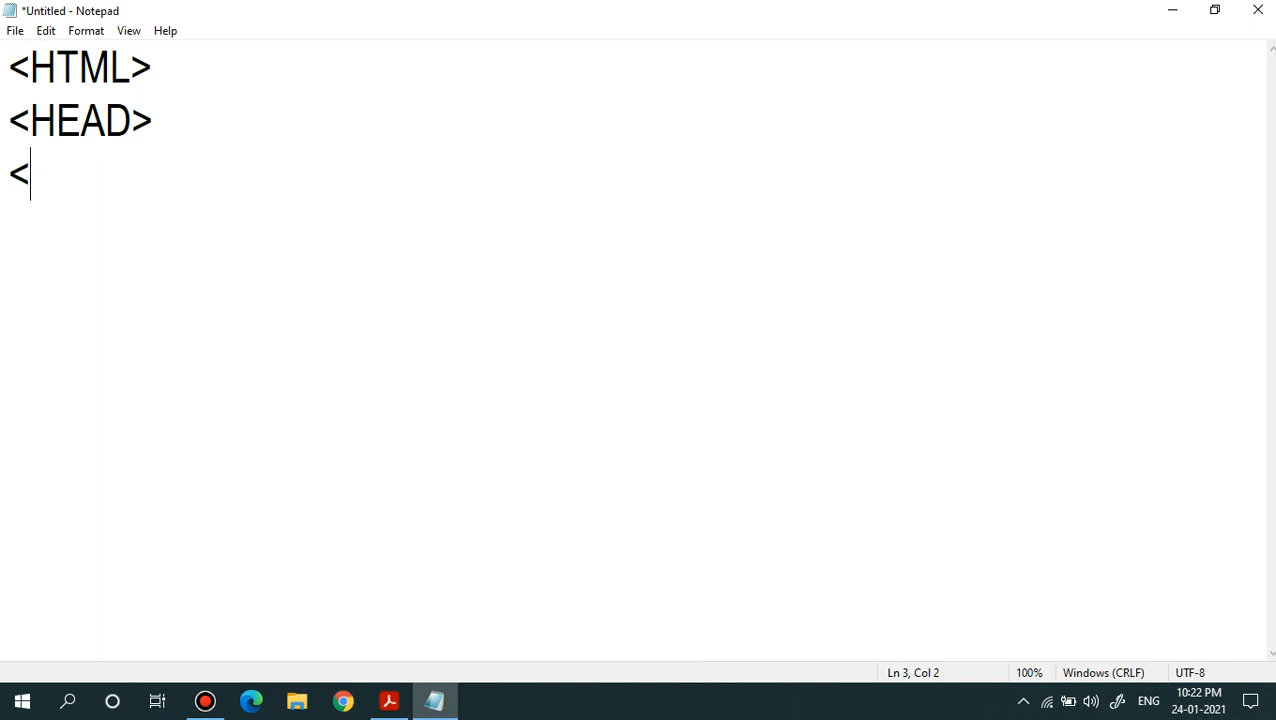 *Untitled - Notepad
File Edit Format View Help
<HTML>
<HEAD>
<
Ln 3, Col 2 100% Windows (CRLF) UTF-8
ENG 10:22 PM
24-01-2021